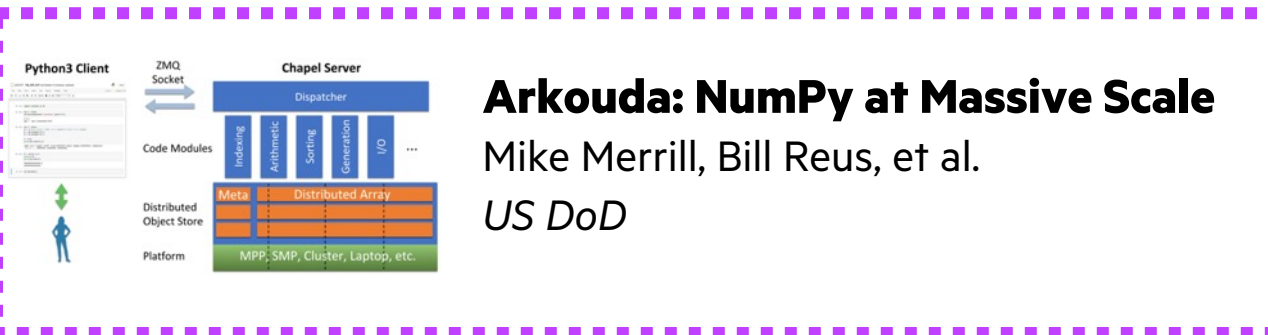 Python3 Client
ZMQ
Socket
Chapel Server
Dispatcher
Code Modules
Indexing
Arithmetic
Sorting
Generation
I/O
...
Meta
Distributed Array
Distributed
Object Store
Platform
MPP, SMP, Cluster, Laptop, etc.
Arkouda: NumPy at Massive Scale
Mike Merrill, Bill Reus, et al.
US DoD